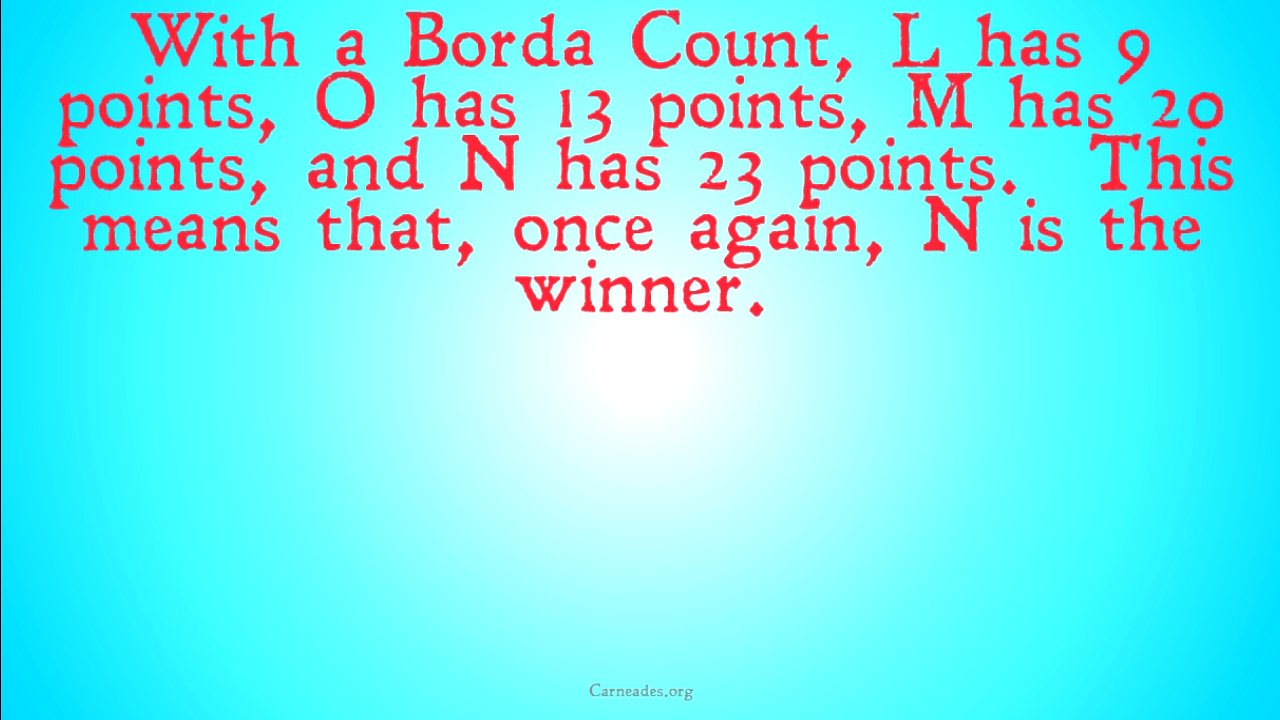 With a Borda Count, L has 9
points, O has 13 points, M has 20
points, and N has 23 points. This
means that, once again, N is the
winner.
Carneades.org